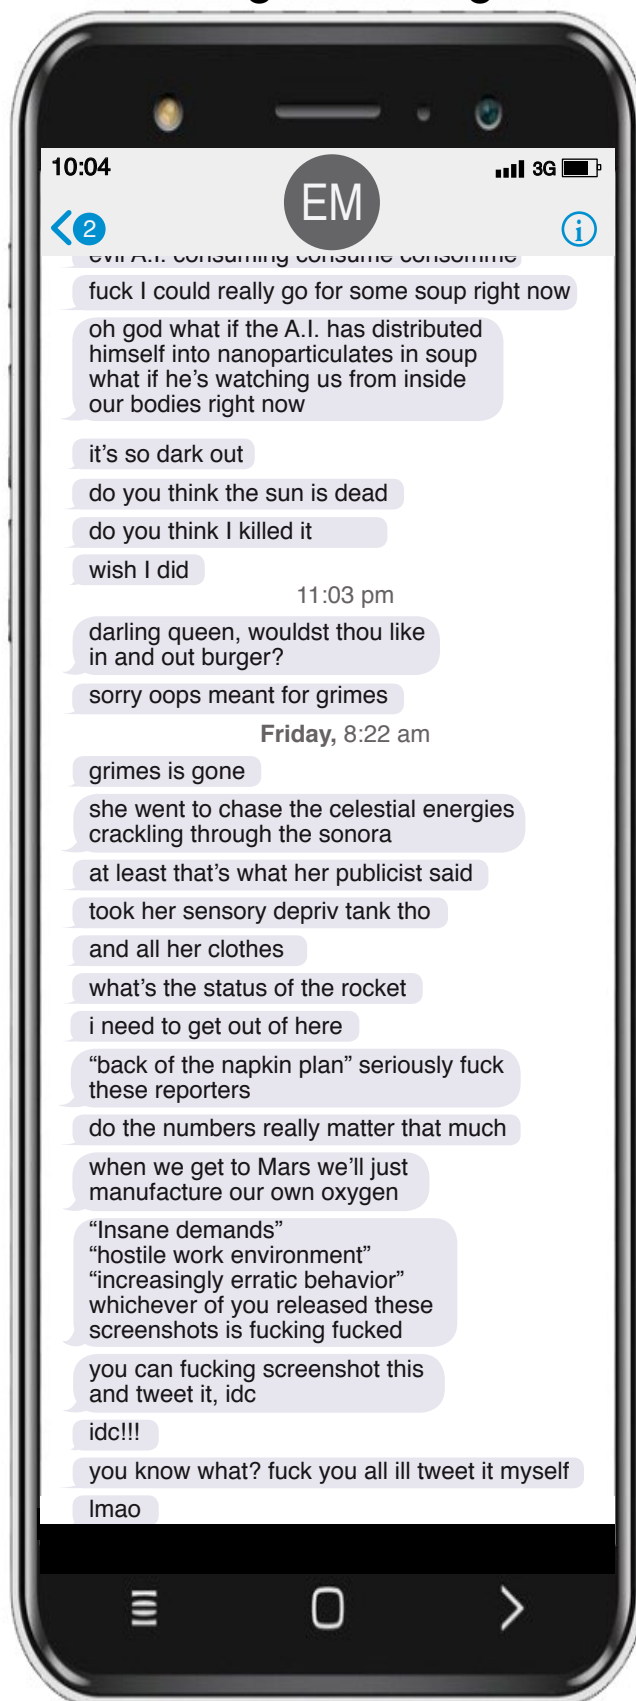 10:04
EM
3G
2
i
evil A.I. consuming consume consommé
fuck I could really go for some soup right now
oh god what if the A.I. has distributed
himself into nanoparticulates in soup
what if he’s watching us from inside
our bodies right now
it’s so dark out
do you think the sun is dead
do you think I killed it
wish I did
11:03 pm
darling queen, wouldst thou like
in and out burger?
sorry oops meant for grimes
Friday, 8:22 am
grimes is gone
she went to chase the celestial energies
crackling through the sonora
at least that’s what her publicist said
took her sensory depriv tank tho
and all her clothes
what’s the status of the rocket
i need to get out of here
“back of the napkin plan” seriously fuck
these reporters
do the numbers really matter that much
when we get to Mars we’ll just
manufacture our own oxygen
“Insane demands”
“hostile work environment”
“increasingly erratic behavior”
whichever of you released these
screenshots is fucking fucked
you can fucking screenshot this
and tweet it, idc
idc!!!
you know what? fuck you all ill tweet it myself
lmao